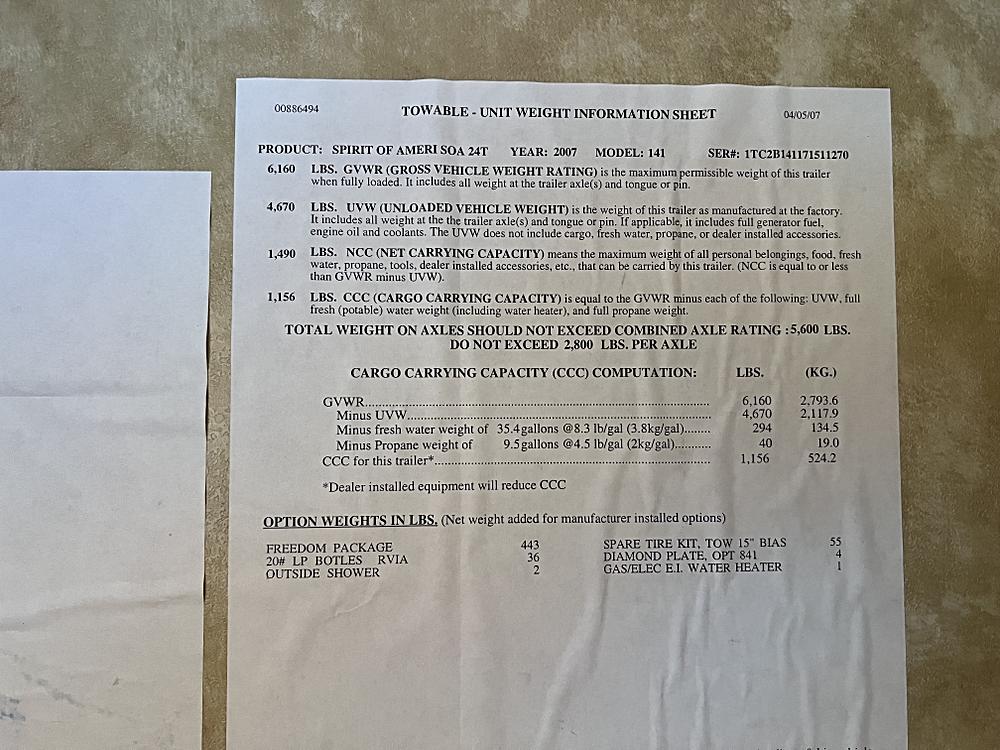 00886494 TOWABLE - UNIT WEIGHT INFORMATION SHEET 04/05/07
PRODUCT: SPIRIT OF AMERI SOA 24T YEAR: 2007 MODEL: 141 SER#: 1TC2B141171511270
6,160 LBS. GVWR (GROSS VEHICLE WEIGHT RATING) is the maximum permissible weight of this trailer
when fully loaded. It includes all weight at the trailer axle(s) and tongue or pin.
4,670 LBS. UVW (UNLOADED VEHICLE WEIGHT) is the weight of this trailer as manufactured at the factory.
It includes all weight at the the trailer axle(s) and tongue or pin. If applicable, it includes full generator fuel,
engine oil and coolants. The UVW does not include cargo, fresh water, propane, or dealer installed accessories.
1,490 LBS. NCC (NET CARRYING CAPACITY) means the maximum weight of all personal belongings, food, fresh
water, propane, tools, dealer installed accessories, etc., that can be carried by this trailer. (NCC is equal to or less
than GVWR minus UVW).
1,156 LBS. CCC (CARGO CARRYING CAPACITY) is equal to the GVWR minus each of the following: UVW, full
fresh (potable) water weight (including water heater), and full propane weight.
TOTAL WEIGHT ON AXLES SHOULD NOT EXCEED COMBINED AXLE RATING :5,600 LBS.
DO NOT EXCEED 2,800 LBS. PER AXLE
CARGO CARRYING CAPACITY (CCC) COMPUTATION: LBS. (KG.)
GVWR.......... 6,160 2,793.6
Minus UVW.......... 4,670 2,117.9
Minus fresh water weight of 35.4gallons @8.3 lb/gal (3.8kg/gal)........ 294 134.5
Minus Propane weight of 9.5gallons @4.5 lb/gal (2kg/gal)........... 40 19.0
CCC for this trailer*.......... 1,156 524.2
*Dealer installed equipment will reduce CCC
OPTION WEIGHTS IN LBS. (Net weight added for manufacturer installed options)
FREEDOM PACKAGE 443 SPARE TIRE KIT, TOW 15" BIAS 55
20# LP BOTLES RVIA 36 DIAMOND PLATE, OPT 841 4
OUTSIDE SHOWER 2 GAS/ELEC E.I. WATER HEATER 1